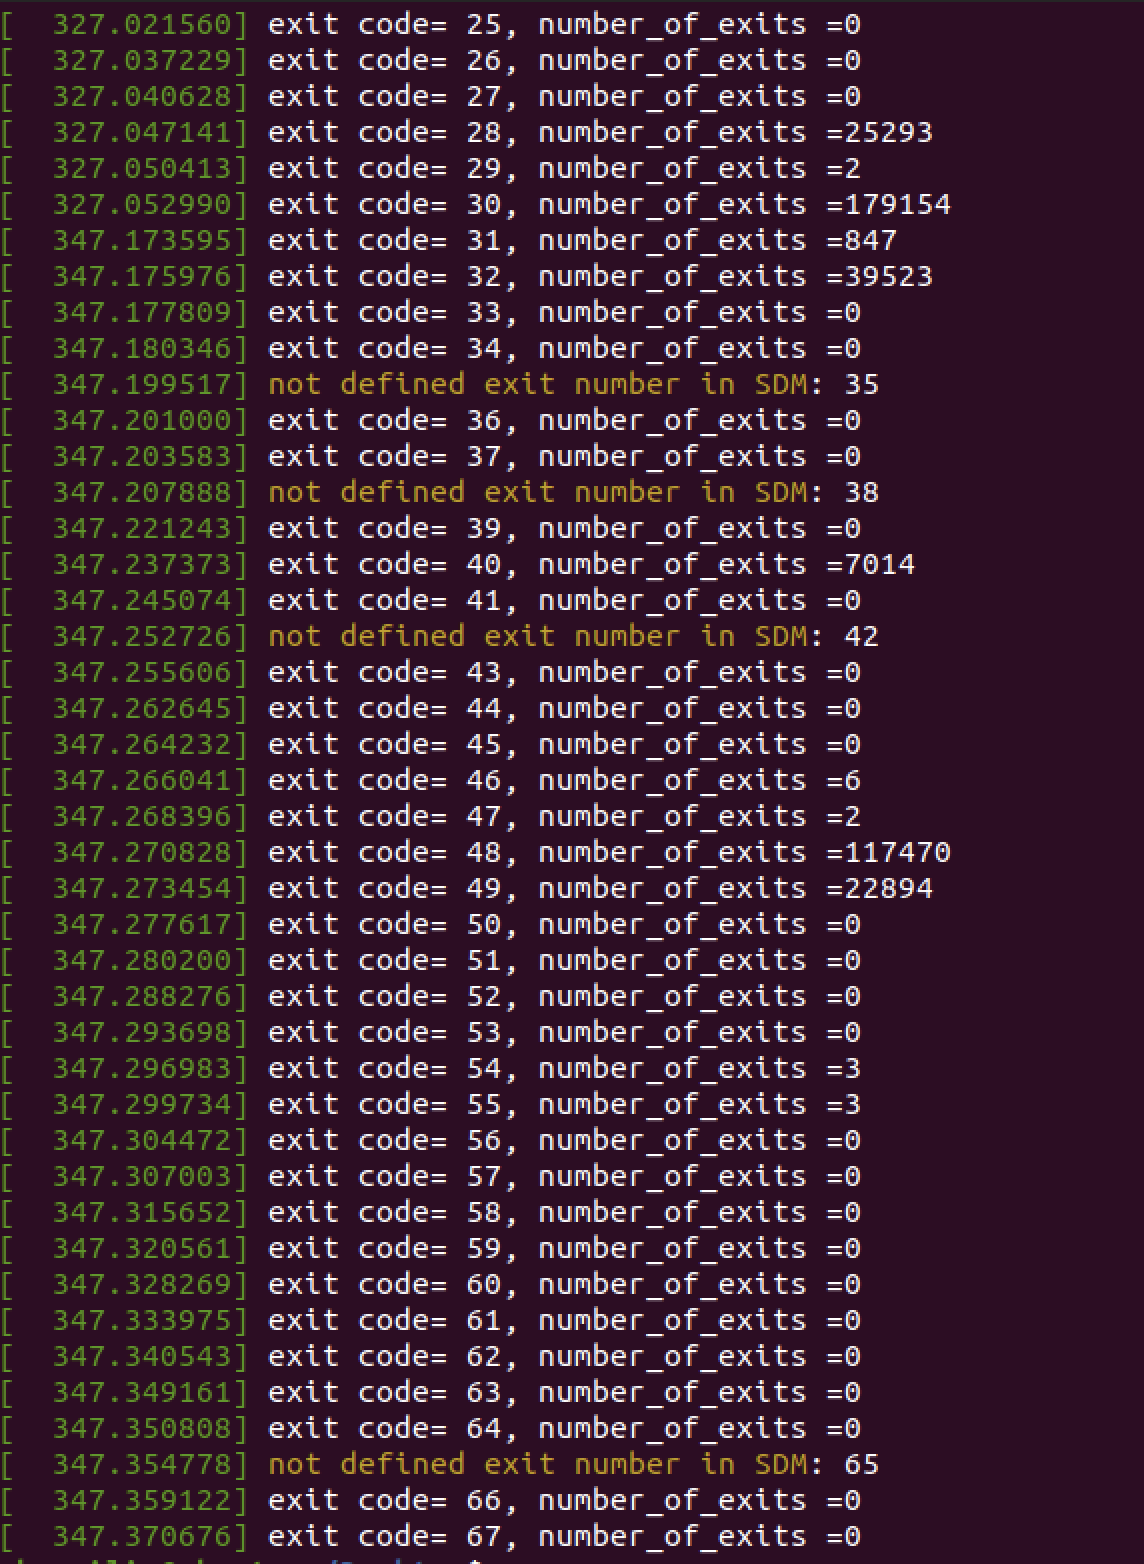 [  327.021560] exit code= 25, number_of_exits =0
[  327.037229] exit code= 26, number_of_exits =0
[  327.040628] exit code= 27, number_of_exits =0
[  327.047141] exit code= 28, number_of_exits =25293
[  327.050413] exit code= 29, number_of_exits =2
[  327.052990] exit code= 30, number_of_exits =179154
[  347.173595] exit code= 31, number_of_exits =847
[  347.175976] exit code= 32, number_of_exits =39523
[  347.177809] exit code= 33, number_of_exits =0
[  347.180346] exit code= 34, number_of_exits =0
[  347.199517] not defined exit number in SDM: 35
[  347.201000] exit code= 36, number_of_exits =0
[  347.203583] exit code= 37, number_of_exits =0
[  347.207888] not defined exit number in SDM: 38
[  347.221243] exit code= 39, number_of_exits =0
[  347.237373] exit code= 40, number_of_exits =7014
[  347.245074] exit code= 41, number_of_exits =0
[  347.252726] not defined exit number in SDM: 42
[  347.255606] exit code= 43, number_of_exits =0
[  347.262645] exit code= 44, number_of_exits =0
[  347.264232] exit code= 45, number_of_exits =0
[  347.266041] exit code= 46, number_of_exits =6
[  347.268396] exit code= 47, number_of_exits =2
[  347.270828] exit code= 48, number_of_exits =117470
[  347.273454] exit code= 49, number_of_exits =22894
[  347.277617] exit code= 50, number_of_exits =0
[  347.280200] exit code= 51, number_of_exits =0
[  347.288276] exit code= 52, number_of_exits =0
[  347.293698] exit code= 53, number_of_exits =0
[  347.296983] exit code= 54, number_of_exits =3
[  347.299734] exit code= 55, number_of_exits =3
[  347.304472] exit code= 56, number_of_exits =0
[  347.307003] exit code= 57, number_of_exits =0
[  347.315652] exit code= 58, number_of_exits =0
[  347.320561] exit code= 59, number_of_exits =0
[  347.328269] exit code= 60, number_of_exits =0
[  347.333975] exit code= 61, number_of_exits =0
[  347.340543] exit code= 62, number_of_exits =0
[  347.349161] exit code= 63, number_of_exits =0
[  347.350808] exit code= 64, number_of_exits =0
[  347.354778] not defined exit number in SDM: 65
[  347.359122] exit code= 66, number_of_exits =0
[  347.370676] exit code= 67, number_of_exits =0